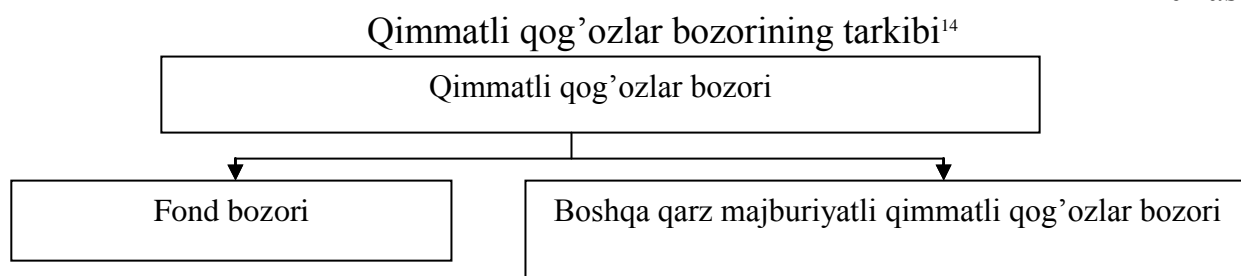 Qimmatli qog’ozlar bozorining tarkibi¹⁴
Qimmatli qog’ozlar bozori
Fond bozori
Boshqa qarz majburiyatli qimmatli qog’ozlar bozori